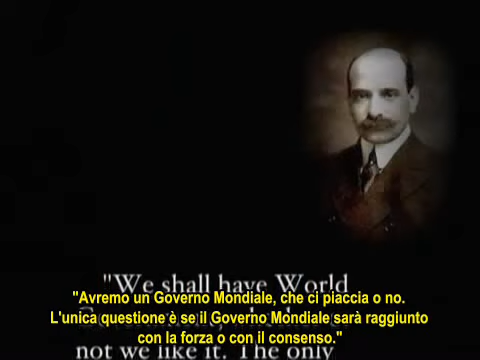 "We shall have World
"Avremo un Governo Mondiale, che ci piaccia o no.
L'unica questione è se il Governo Mondiale sarà raggiunto
con la forza o con il consenso."
not we like it. The only